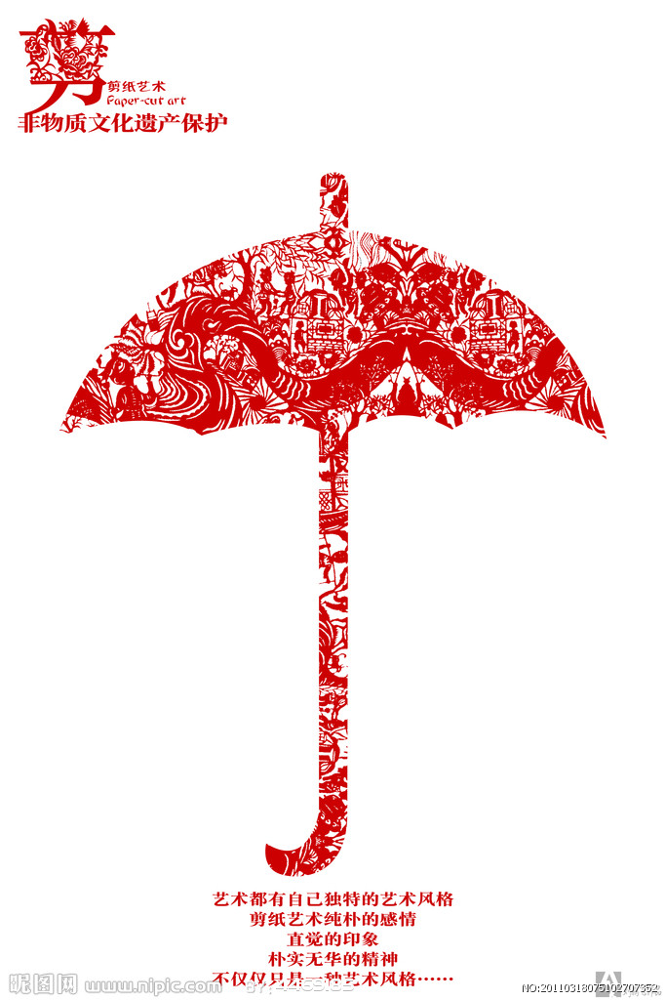 剪
剪纸艺术
Paper-cut art
非物质文化遗产保护
艺术都有自己独特的艺术风格
剪纸艺术纯朴的感情
直觉的印象
朴实无华的精神
不仅仅只是一种艺术风格……
昵图网 www.nipic.com
NO:20110318075102707352